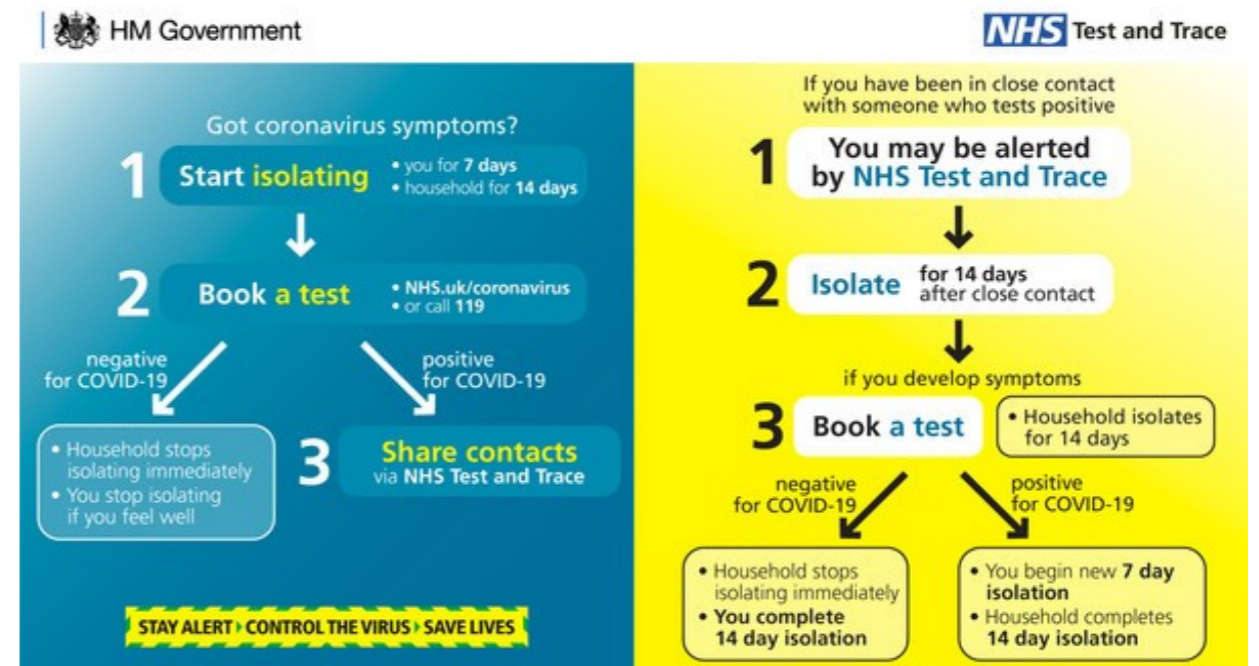 HM Government
NHS Test and Trace
Got coronavirus symptoms?
1 Start isolating
• you for 7 days
• household for 14 days
2 Book a test
• NHS.uk/coronavirus
• or call 119
negative
for COVID-19
positive
for COVID-19
• Household stops
isolating immediately
• You stop isolating
if you feel well
3 Share contacts
via NHS Test and Trace
STAY ALERT CONTROL THE VIRUS SAVE LIVES
If you have been in close contact
with someone who tests positive
1 You may be alerted
by NHS Test and Trace
2 Isolate
for 14 days
after close contact
if you develop symptoms
3 Book a test
• Household isolates
for 14 days
negative
for COVID-19
positive
for COVID-19
• Household stops
isolating immediately
• You complete
14 day isolation
• You begin new 7 day
isolation
• Household completes
14 day isolation